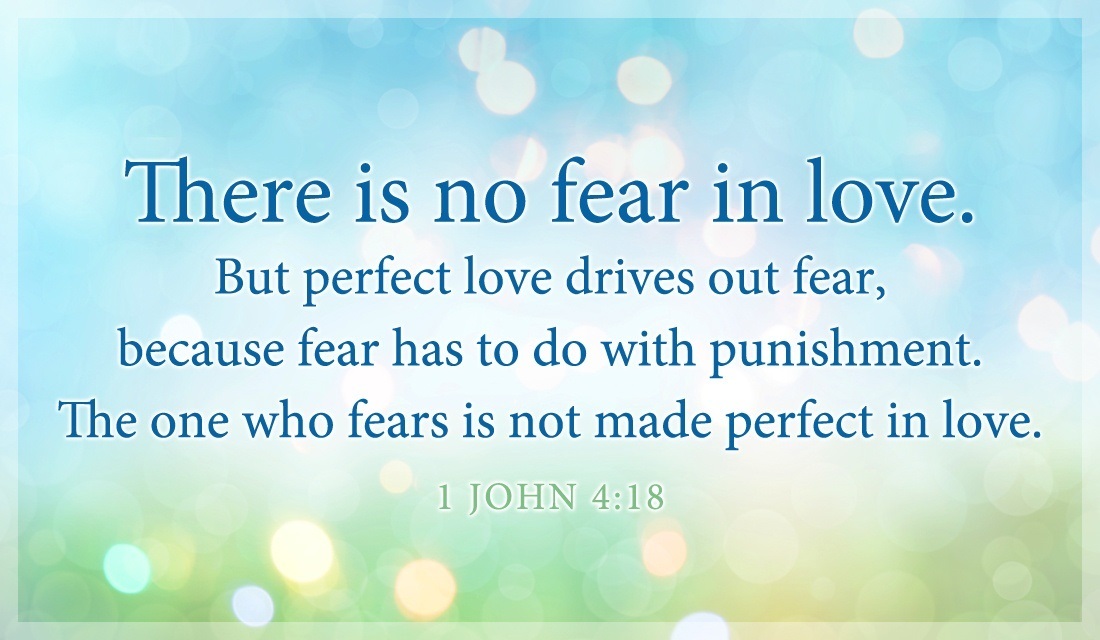 There is no fear in love.
But perfect love drives out fear,
because fear has to do with punishment.
The one who fears is not made perfect in love.
1 JOHN 4:18